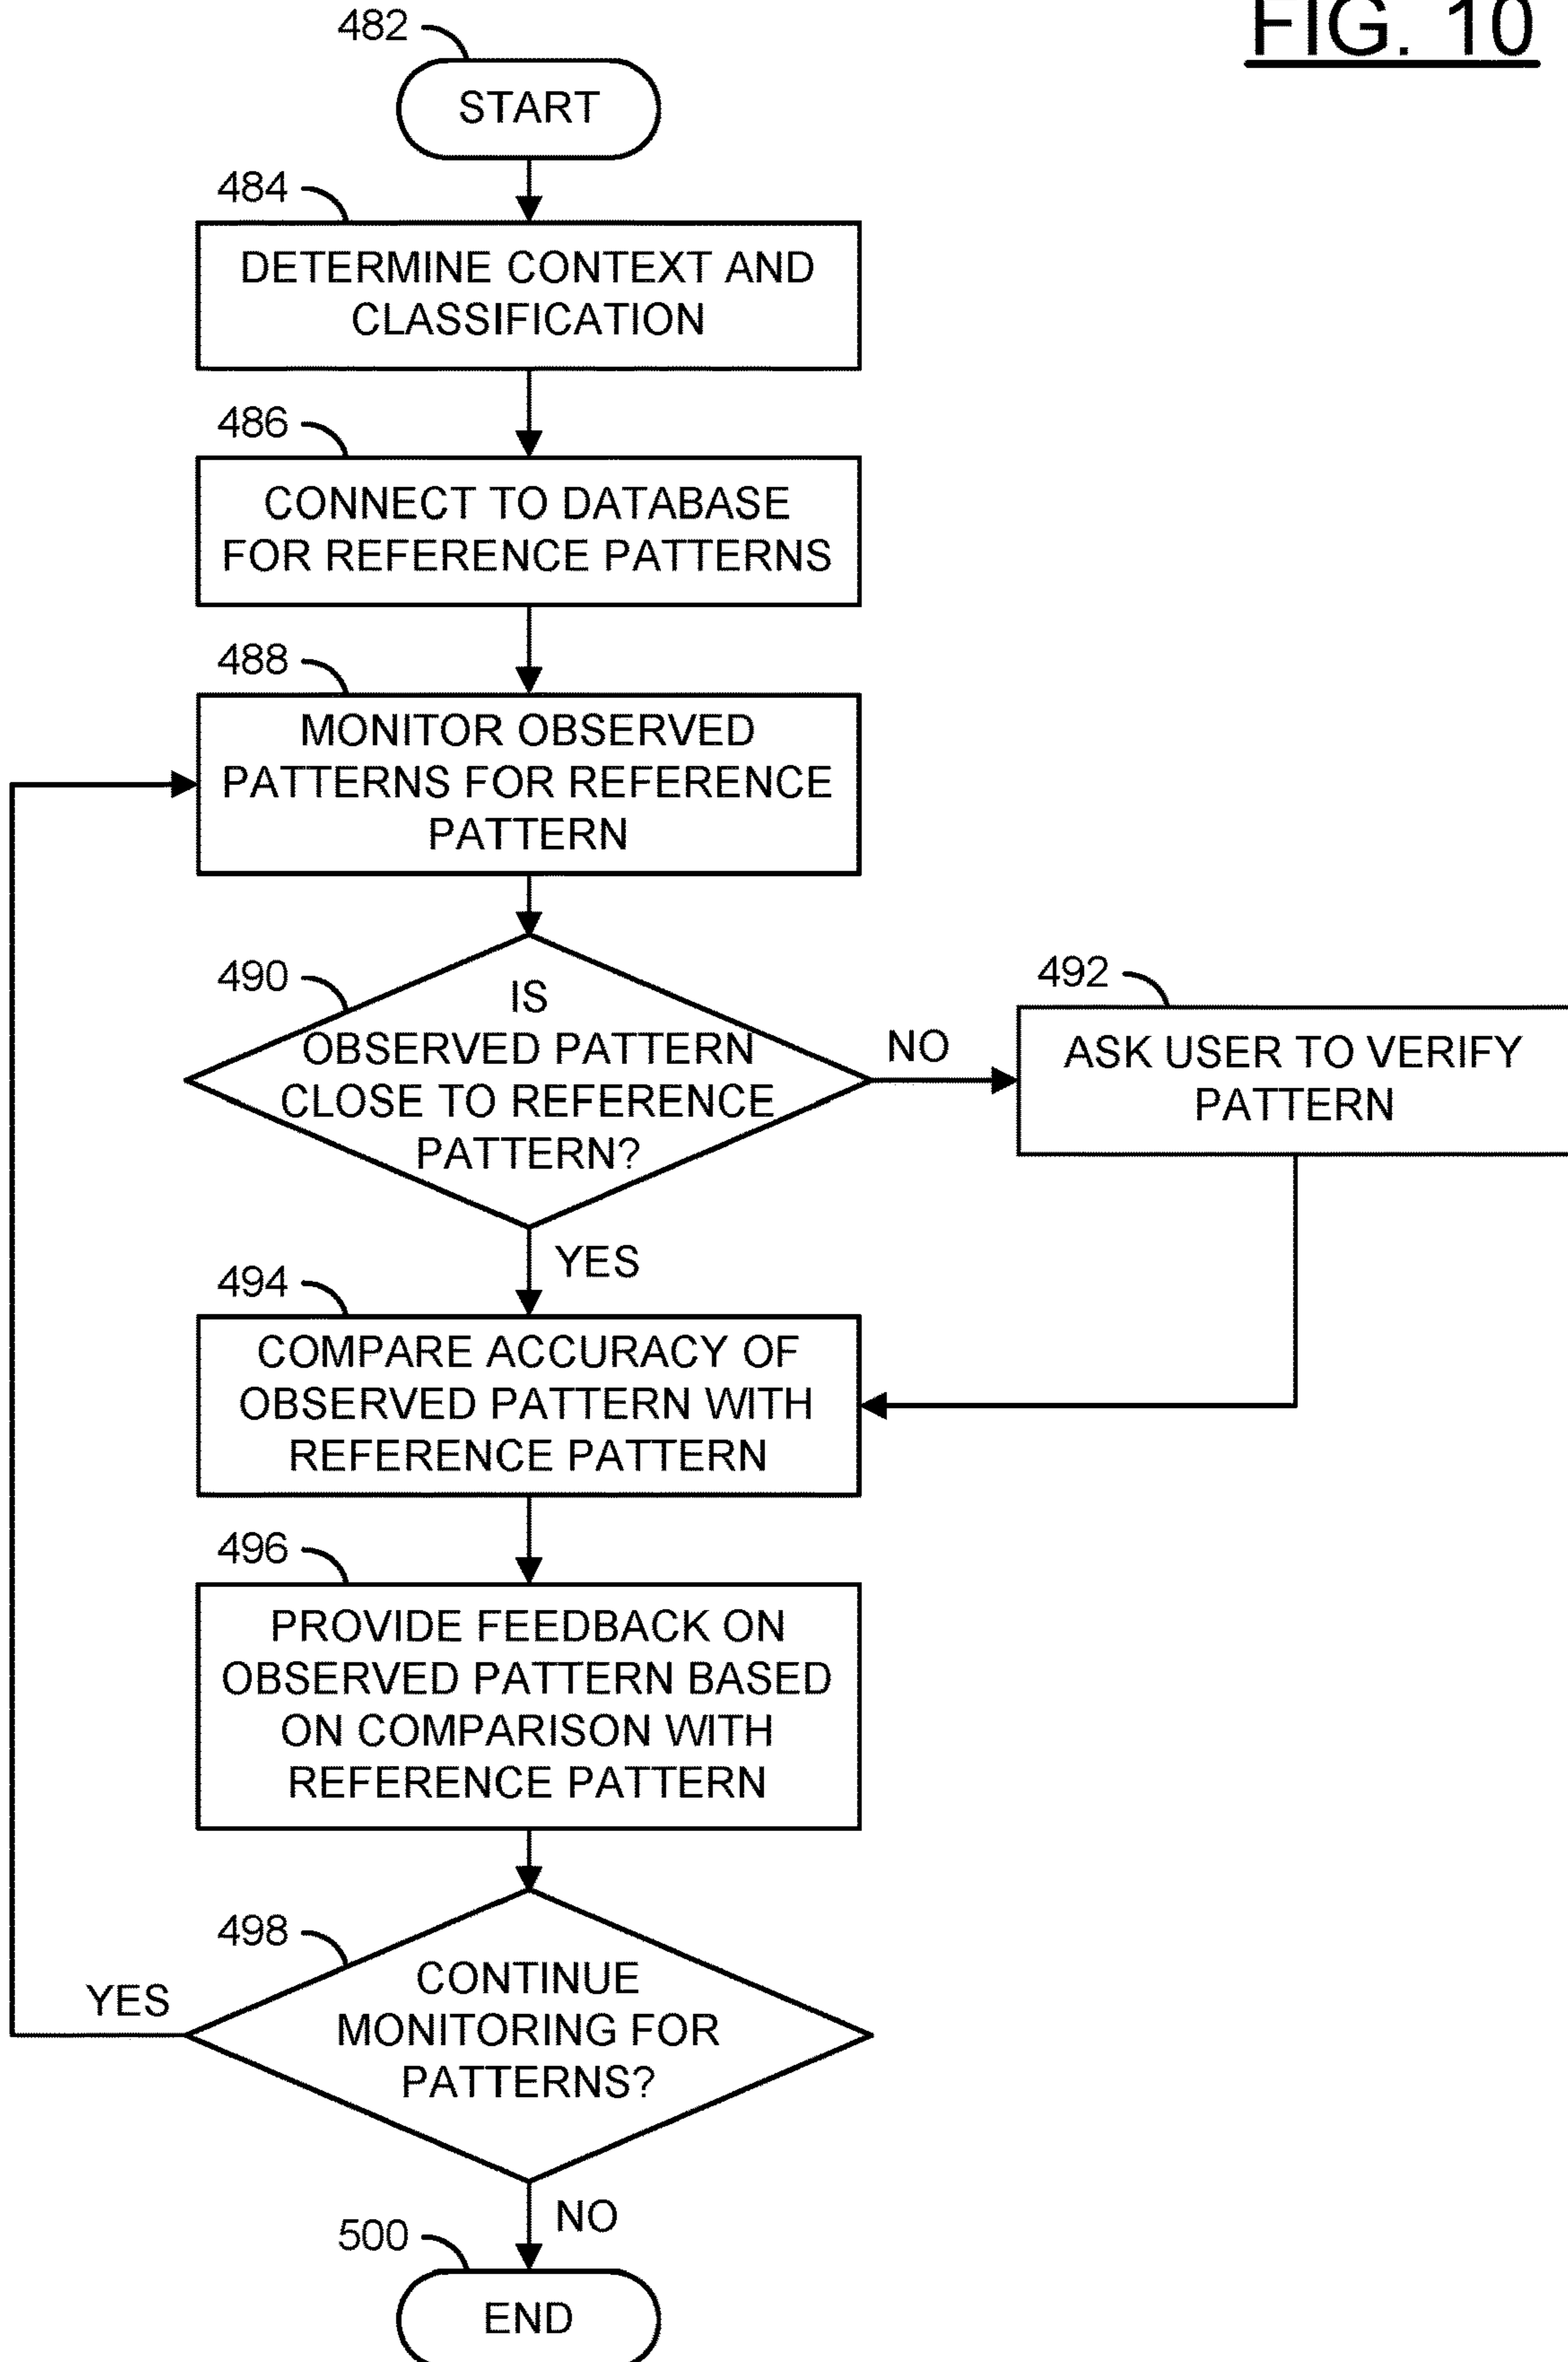 FIG. 10
482
START
484
DETERMINE CONTEXT AND
CLASSIFICATION
486
CONNECT TO DATABASE
FOR REFERENCE PATTERNS
488
MONITOR OBSERVED
PATTERNS FOR REFERENCE
PATTERN
490
IS
OBSERVED PATTERN
CLOSE TO REFERENCE
PATTERN?
NO
492
ASK USER TO VERIFY
PATTERN
YES
494
COMPARE ACCURACY OF
OBSERVED PATTERN WITH
REFERENCE PATTERN
496
PROVIDE FEEDBACK ON
OBSERVED PATTERN BASED
ON COMPARISON WITH
REFERENCE PATTERN
498
YES
CONTINUE
MONITORING FOR
PATTERNS?
NO
500
END